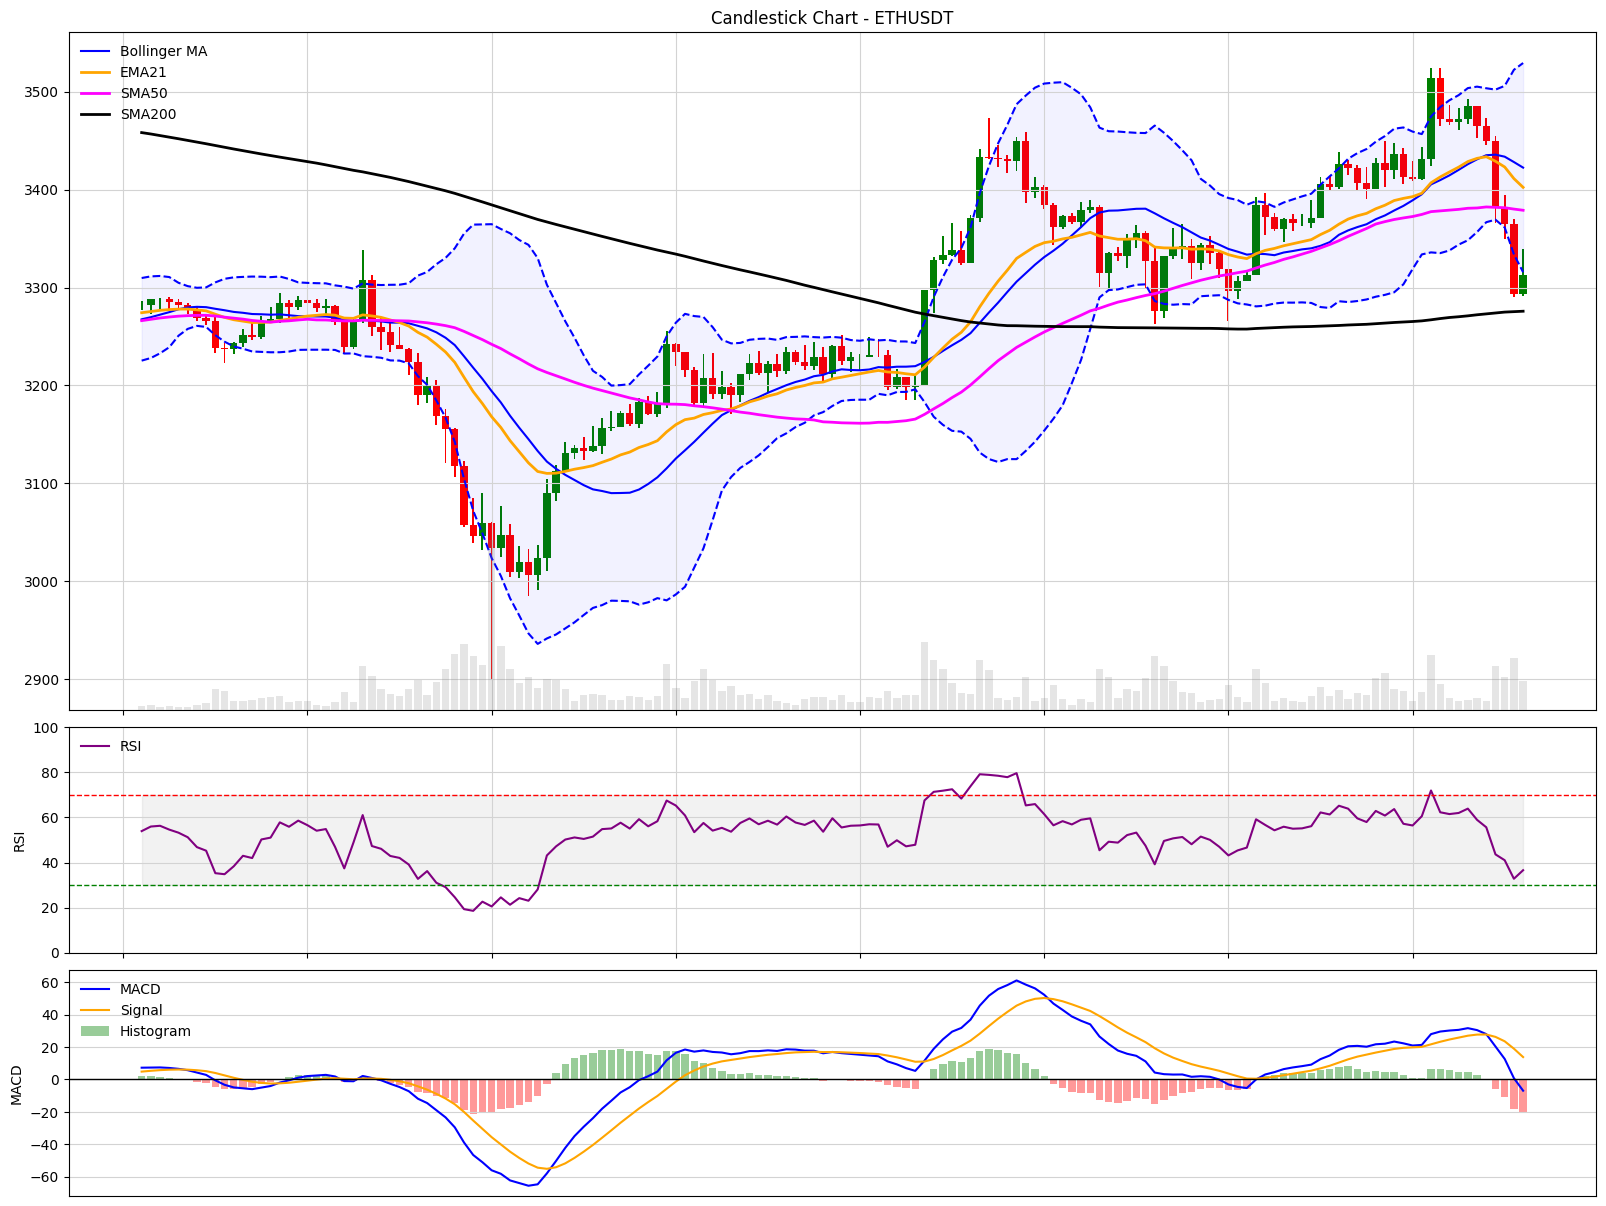 Candlestick Chart - ETHUSDT
Bollinger MA
EMA21
SMA50
SMA200
3500
3400
3300
3200
3100
3000
2900
RSI
100
80
60
40
20
0
RSI
MACD
Signal
Histogram
60
40
20
0
−20
−40
−60
MACD